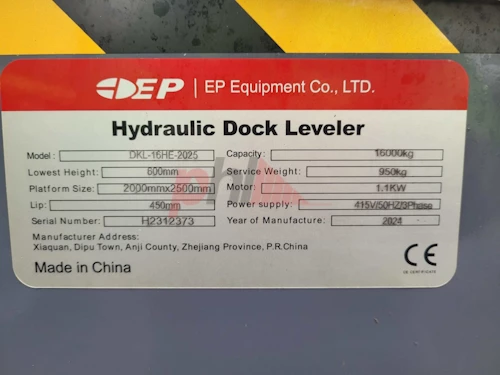 EP | EP Equipment Co., LTD.
Hydraulic Dock Leveler
Model : DKL-16HE-2025 Capacity: 16000kg
Lowest Height: 600mm Service Weight: 950kg
Platform Size: 2000mmx2500mm Motor: 1.1KW
Lip: 450mm Power supply: 415V/50HZ/3Phase
Serial Number: H2312373 Year of Manufacture: 2024
Manufacturer Address:
Xiaquan, Dipu Town, Anji County, Zhejiang Province, P.R.China
Made in China
CE
CE CERTIFICATE